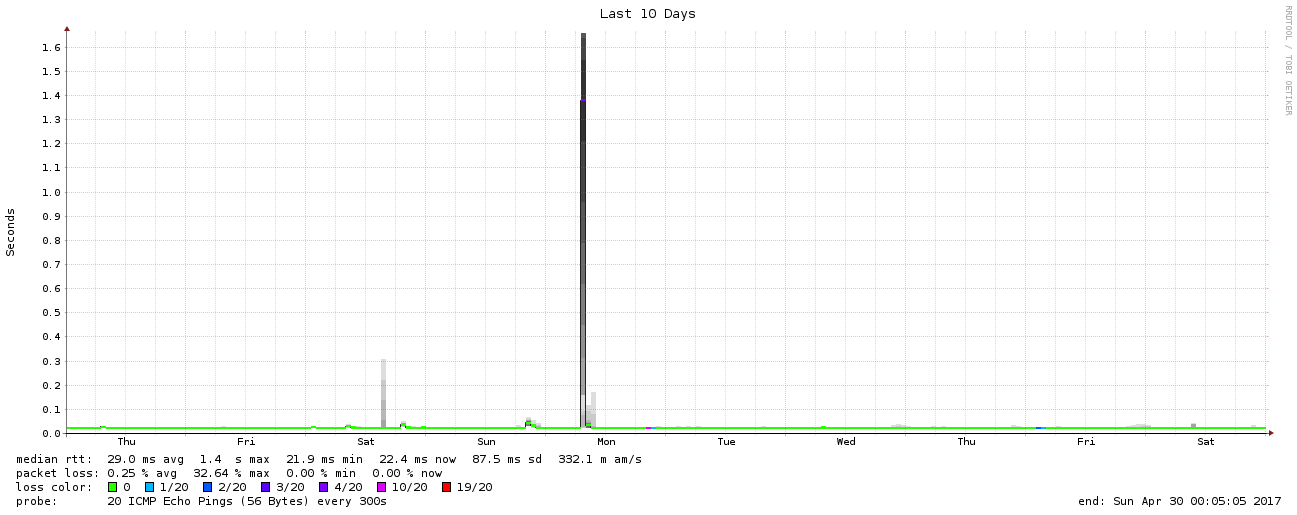 Last 10 Days
RRDTOOL / TOBI OETIKER
Seconds
1.6
1.5
1.4
1.3
1.2
1.1
1.0
0.9
0.8
0.7
0.6
0.5
0.4
0.3
0.2
0.1
0.0
Thu Fri Sat Sun Mon Tue Wed Thu Fri Sat
median rtt: 29.0 ms avg 1.4 s max 21.9 ms min 22.4 ms now 87.5 ms sd 332.1 m am/s
packet loss: 0.25 % avg 32.64 % max 0.00 % min 0.00 % now
loss color: 0 1/20 2/20 3/20 4/20 10/20 19/20
probe: 20 ICMP Echo Pings (56 Bytes) every 300s end: Sun Apr 30 00:05:05 2017